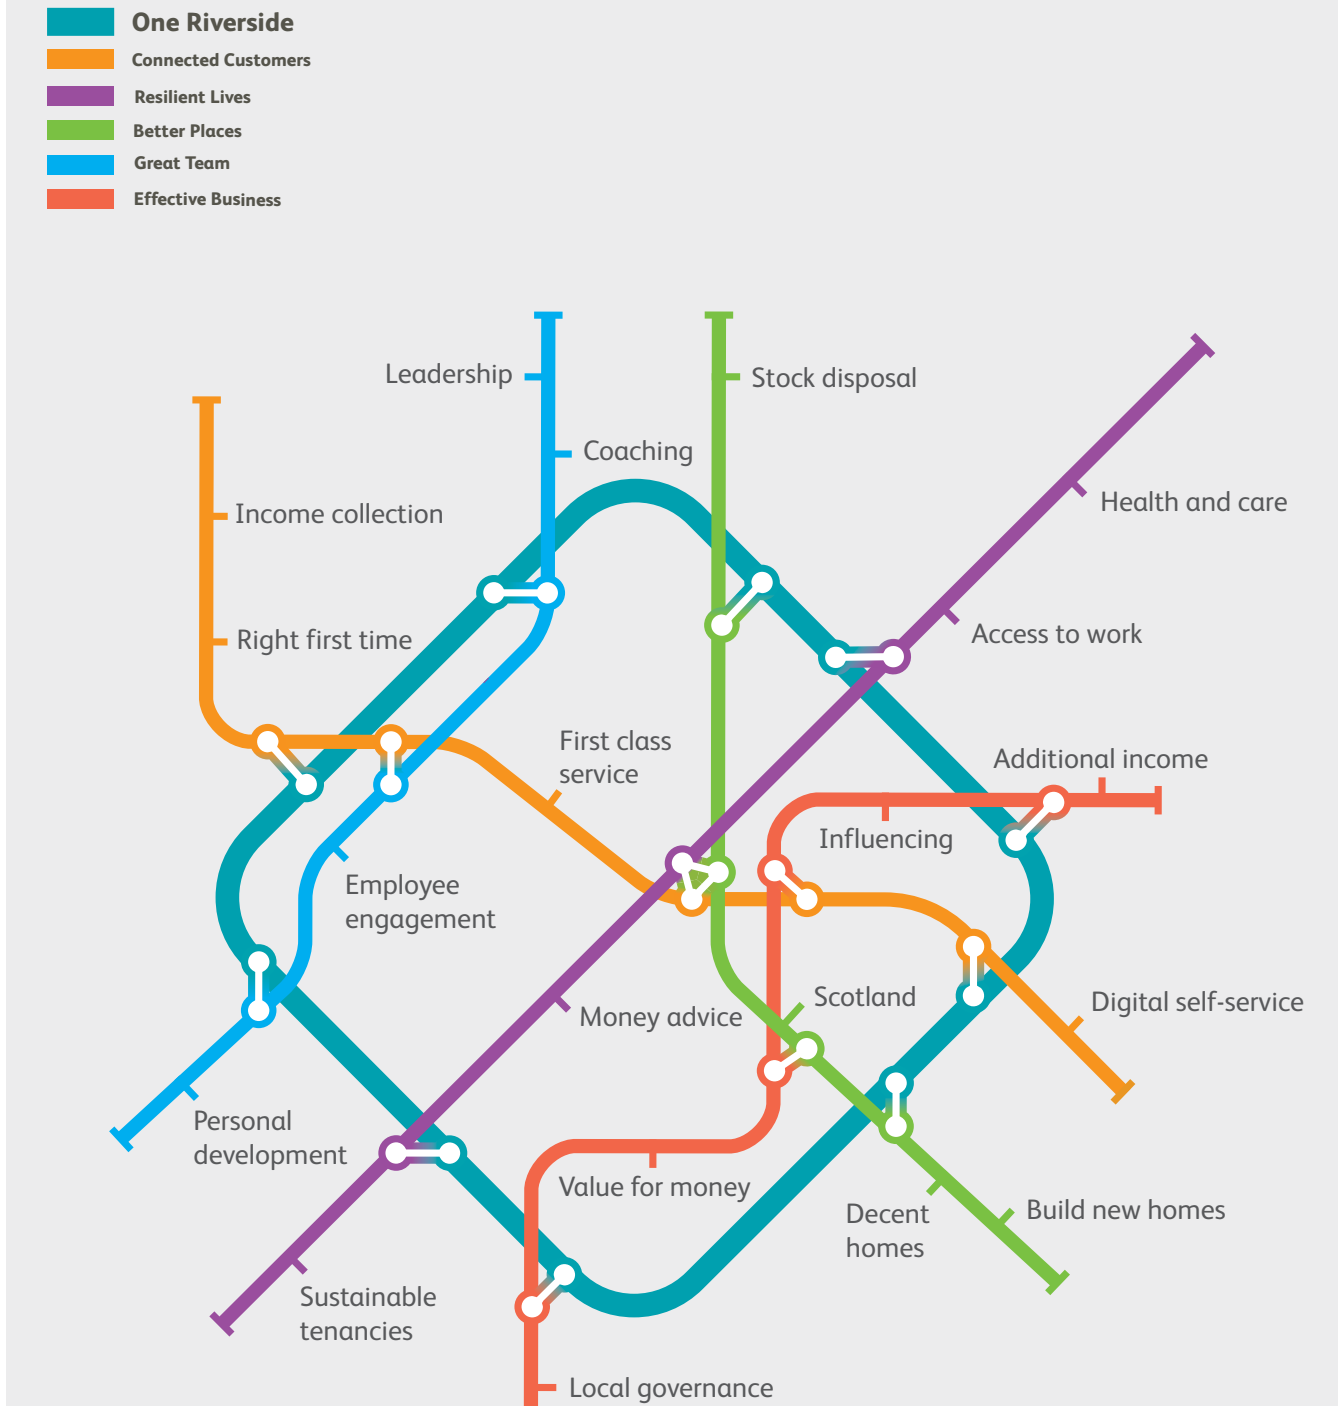 One Riverside
Connected Customers
Resilient Lives
Better Places
Great Team
Effective Business
Leadership
Stock disposal
Coaching
Health and care
Income collection
Right first time
Access to work
First class
service
Additional income
Influencing
Employee
engagement
Scotland
Digital self-service
Money advice
Personal
development
Value for money
Decent
homes
Build new homes
Sustainable
tenancies
Local governance